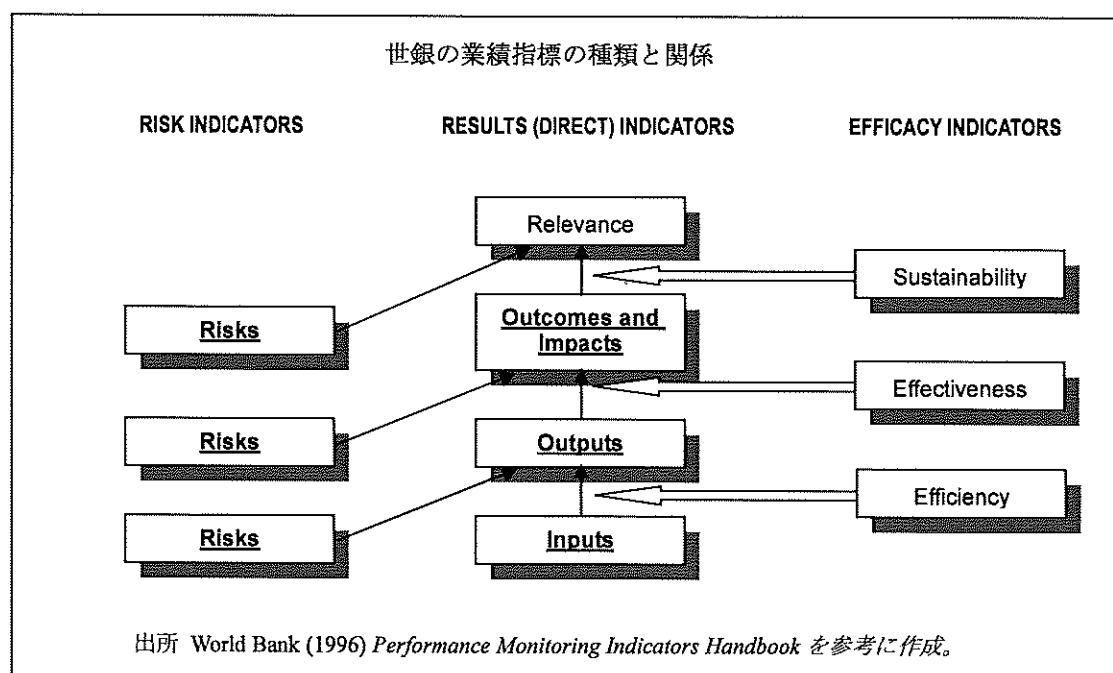 世銀の業績指標の種類と関係
RISK INDICATORS
RESULTS (DIRECT) INDICATORS
EFFICACY INDICATORS
Relevance
Sustainability
Risks
Outcomes and
Impacts
Effectiveness
Risks
Outputs
Efficiency
Risks
Inputs
出所 World Bank (1996) Performance Monitoring Indicators Handbook を参考に作成。